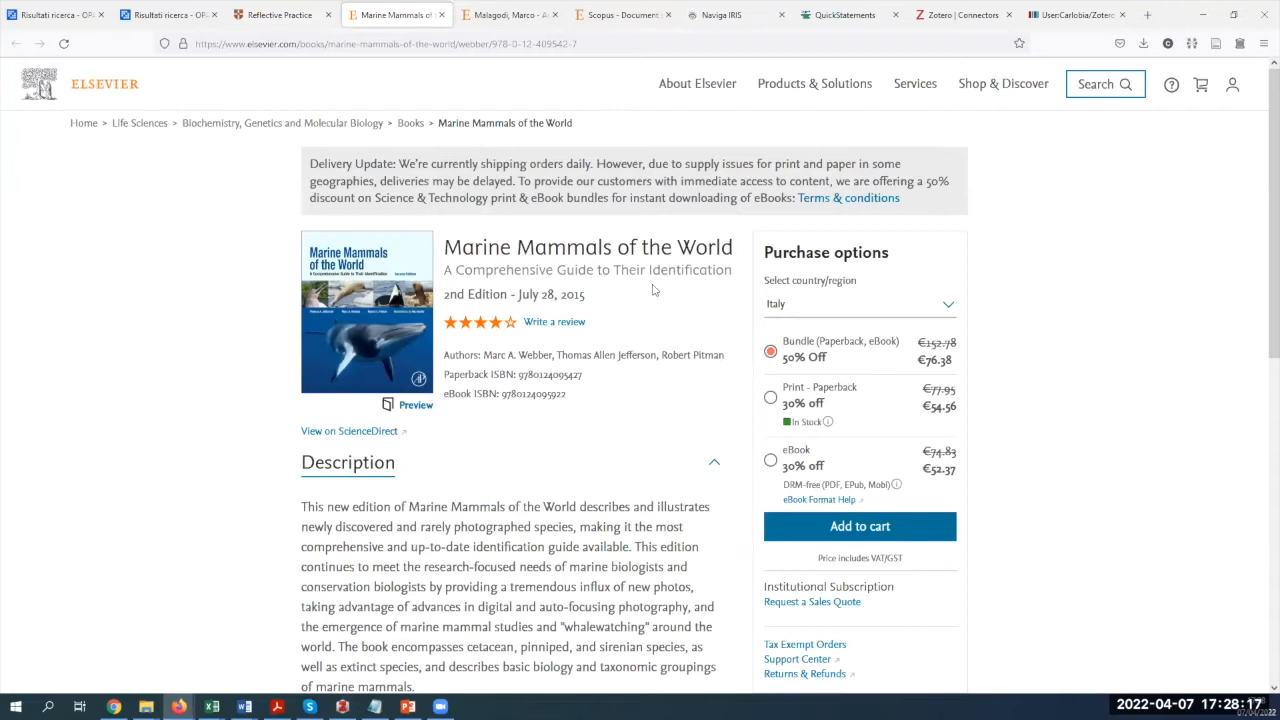 Risultati ricerca - OPA
Risultati ricerca - OPA
Reflective Practice
Marine Mammals of t
Malagodi, Marco - A
Scopus - Document
Naviga IRIS
QuickStatements
Zotero | Connectors
User:Carlobia/Zoterc
https://www.elsevier.com/books/marine-mammals-of-the-world/webber/978-0-12-409542-7
ELSEVIER
About Elsevier
Products & Solutions
Services
Shop & Discover
Search
Home > Life Sciences > Biochemistry, Genetics and Molecular Biology > Books > Marine Mammals of the World
Delivery Update: We're currently shipping orders daily. However, due to supply issues for print and paper in some
geographies, deliveries may be delayed. To provide our customers with immediate access to content, we are offering a 50%
discount on Science & Technology print & eBook bundles for instant downloading of eBooks: Terms & conditions
Marine Mammals
of the World
A Comprehensive Guide to Their Identification
Second Edition
Preview
View on ScienceDirect
Marine Mammals of the World
A Comprehensive Guide to Their Identification
2nd Edition - July 28, 2015
Write a review
Authors: Marc A. Webber, Thomas Allen Jefferson, Robert Pitman
Paperback ISBN: 9780124095427
eBook ISBN: 9780124095922
Description
This new edition of Marine Mammals of the World describes and illustrates
newly discovered and rarely photographed species, making it the most
comprehensive and up-to-date identification guide available. This edition
continues to meet the research-focused needs of marine biologists and
conservation biologists by providing a tremendous influx of new photos,
taking advantage of advances in digital and auto-focusing photography, and
the emergence of marine mammal studies and "whalewatching" around the
world. The book encompasses cetacean, pinniped, and sirenian species, as
well as extinct species, and describes basic biology and taxonomic groupings
of marine mammals.
Purchase options
Select country/region
Italy
Bundle (Paperback, eBook)
€152.78
50% Off
€76.38
Print - Paperback
€77.95
30% off
€54.56
In Stock
eBook
€74.83
30% off
€52.37
DRM-free (PDF, EPub, Mobi)
eBook Format Help
Add to cart
Price includes VAT/GST
Institutional Subscription
Request a Sales Quote
Tax Exempt Orders
Support Center
Returns & Refunds
2022-04-07 17:28:17
07/04/2022